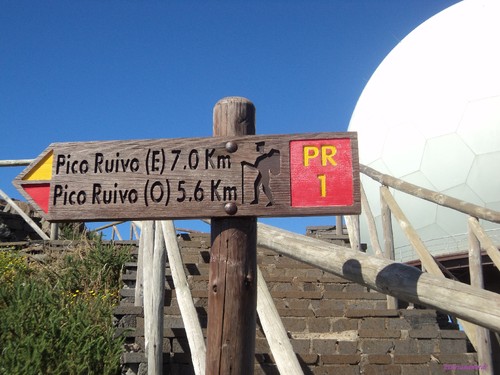 Pico Ruivo (E) 7.0 Km
Pico Ruivo (O) 5.6 Km
PR
1